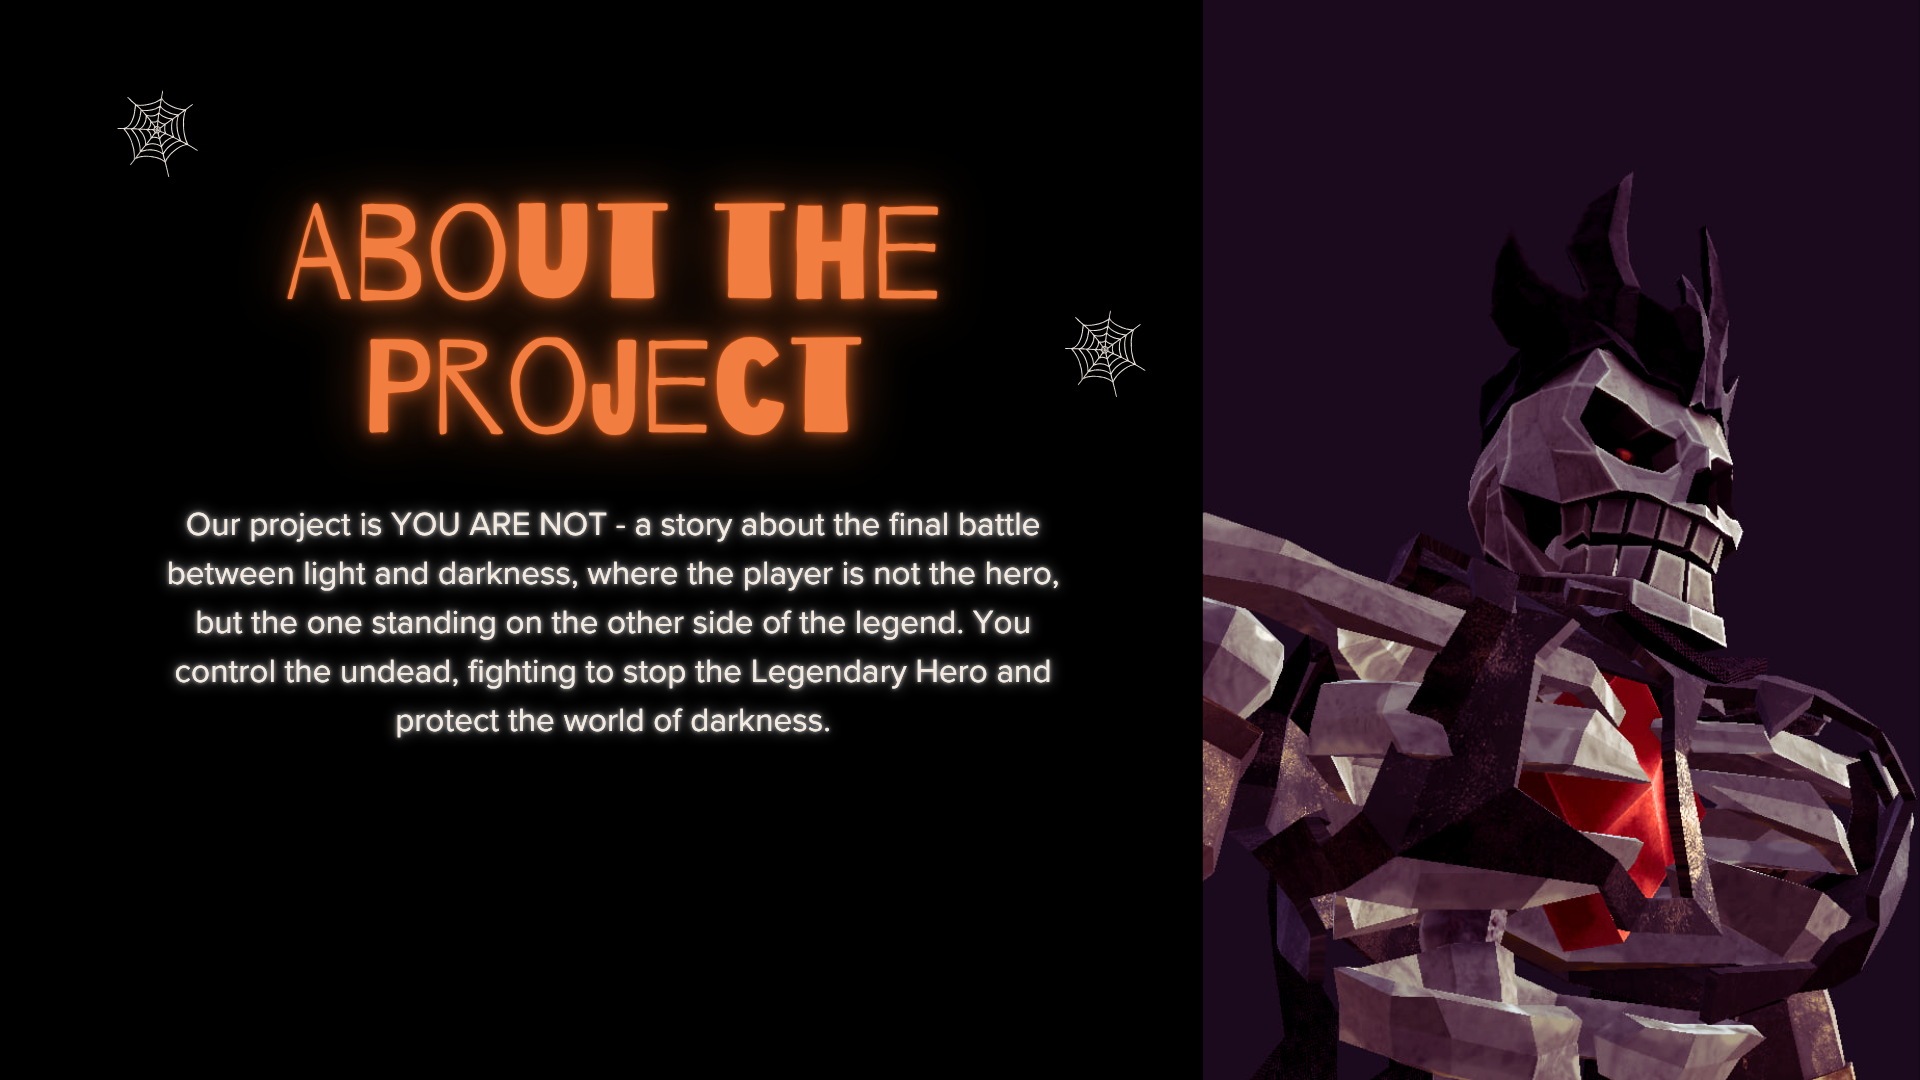 ABOUT THE
PROJECT
Our project is YOU ARE NOT - a story about the final battle
between light and darkness, where the player is not the hero,
but the one standing on the other side of the legend. You
control the undead, fighting to stop the Legendary Hero and
protect the world of darkness.